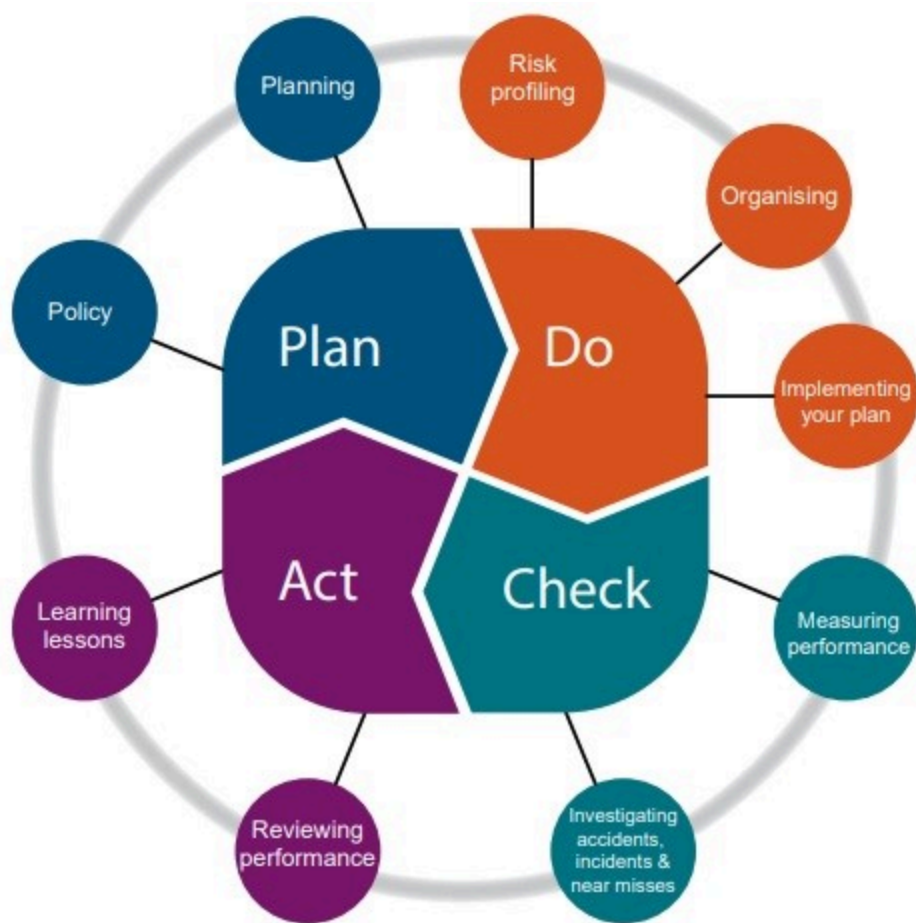 Planning
Risk
profiling
Organising
Policy
Plan
Do
Implementing
your plan
Act
Check
Learning
lessons
Measuring
performance
Reviewing
performance
Investigating
accidents,
incidents &
near misses